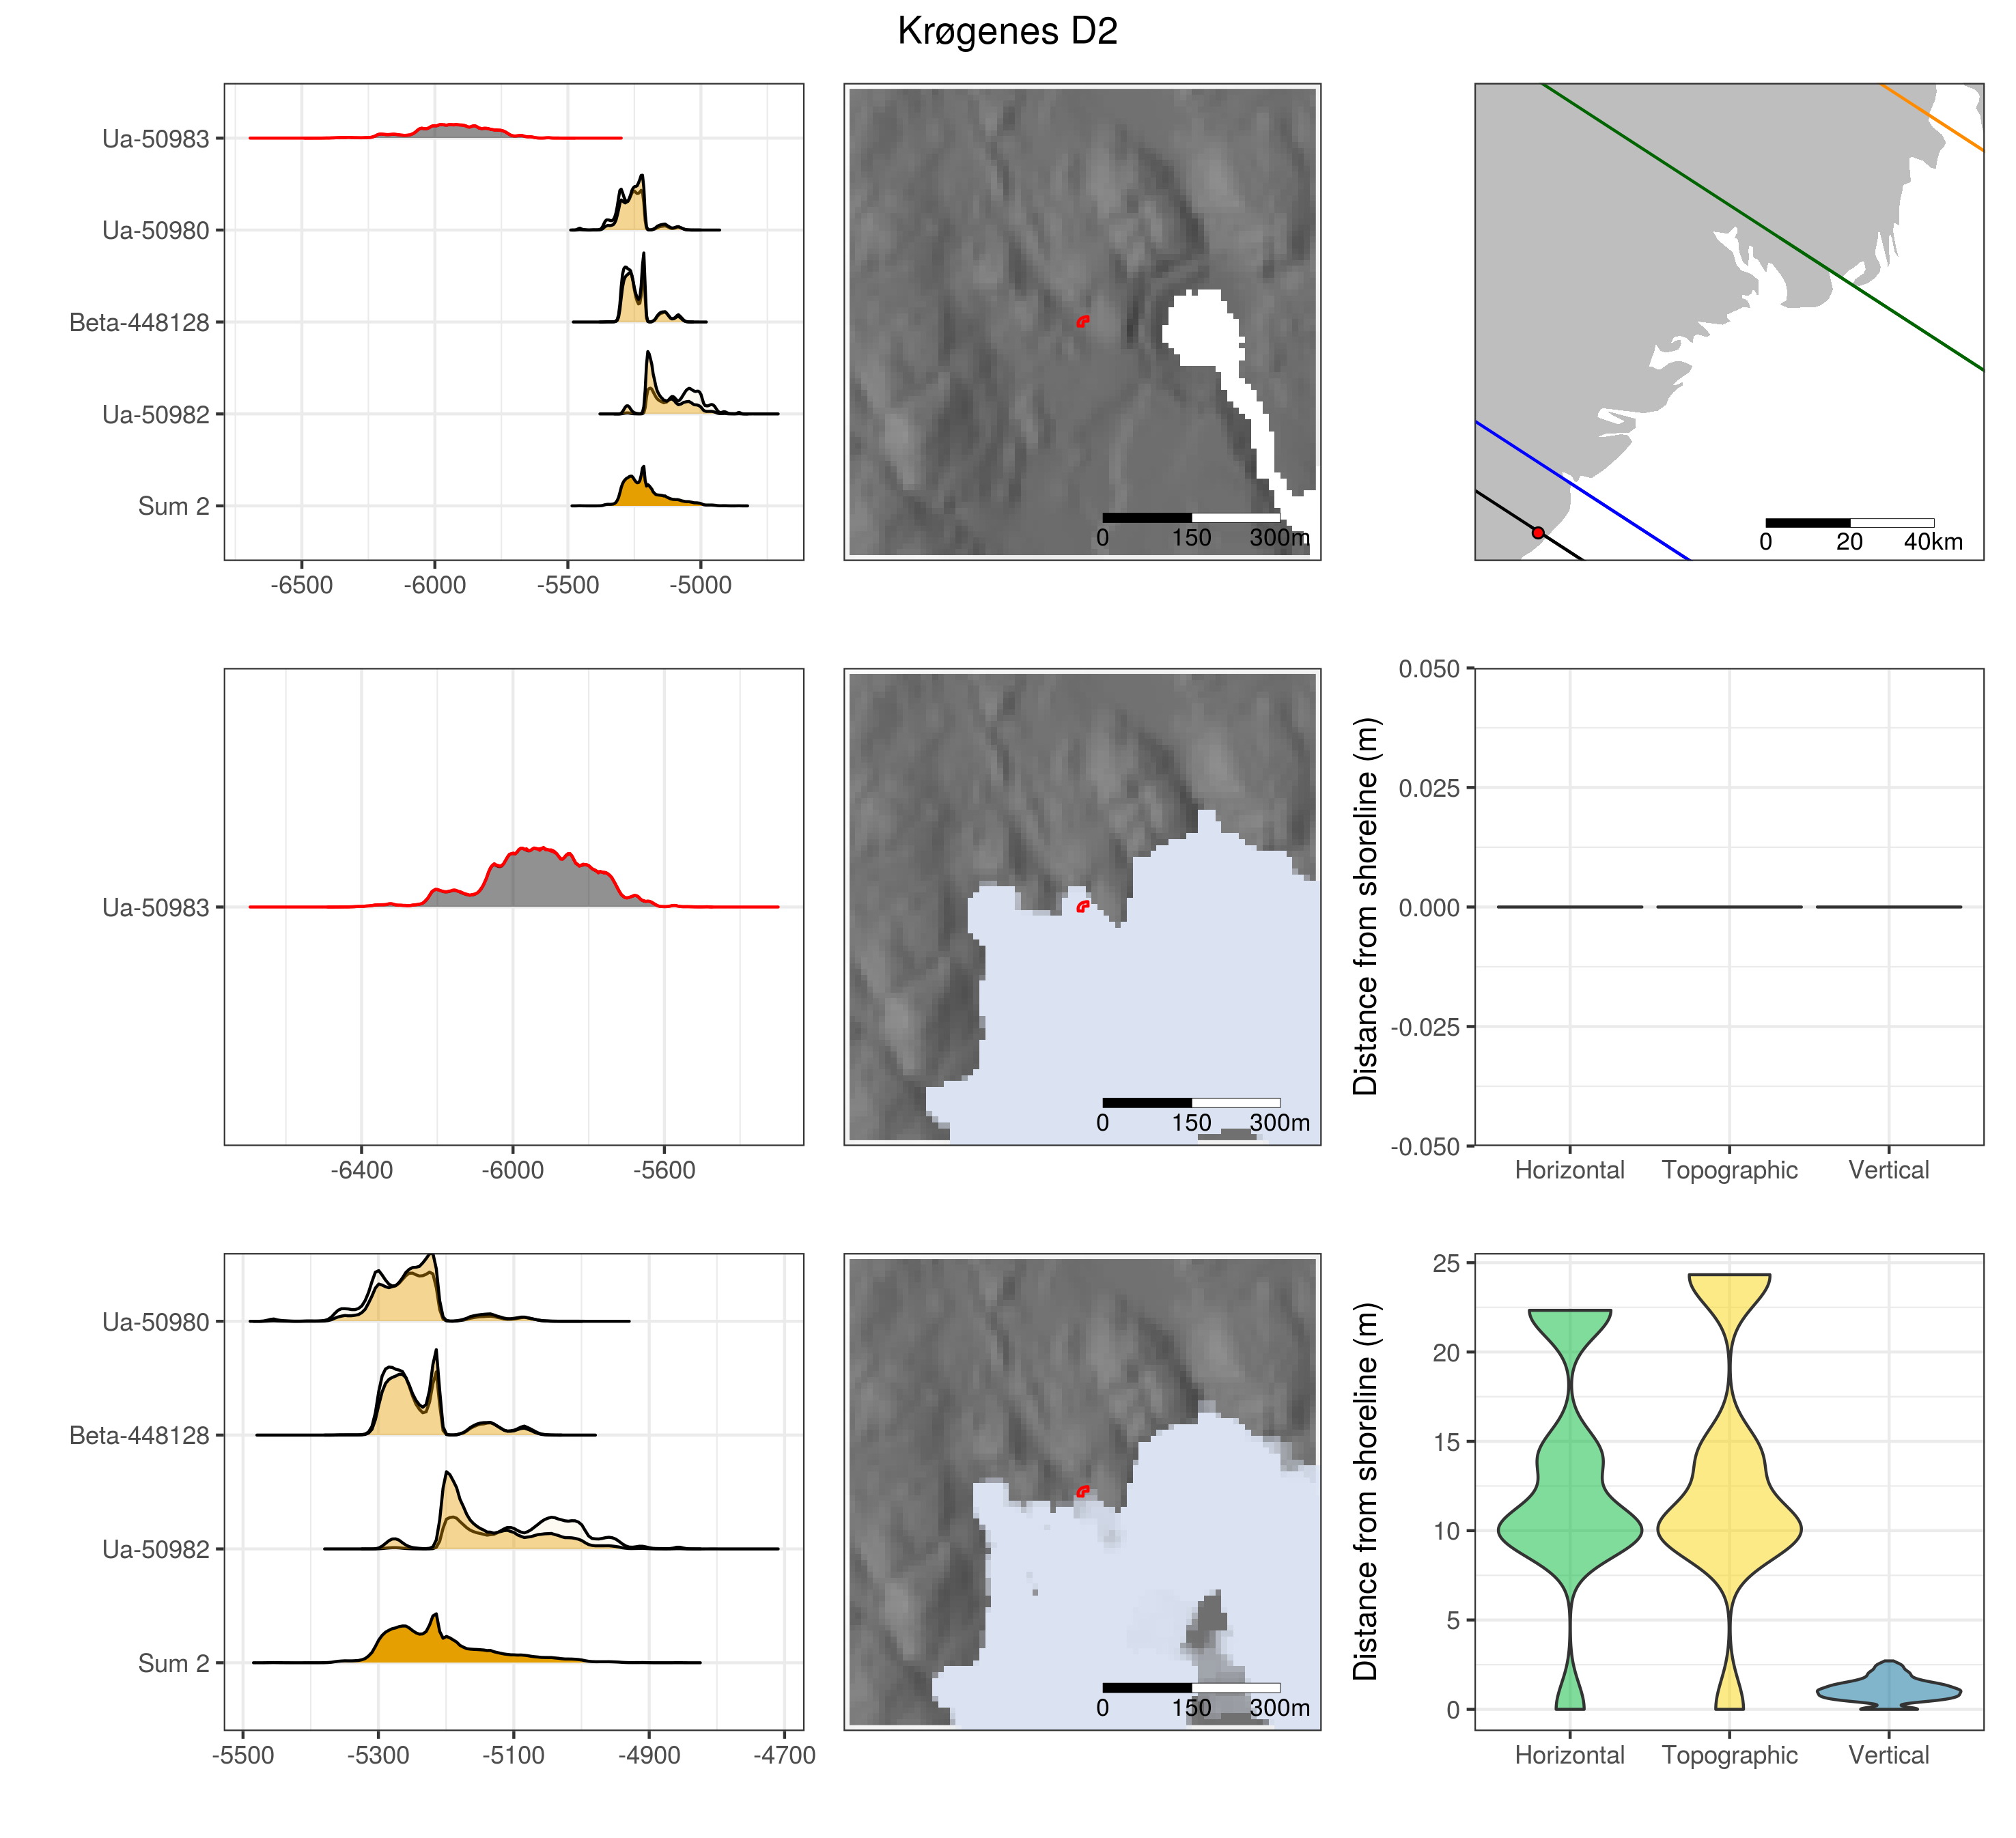 Krøgenes D2
Ua-50983
Ua-50980
Beta-448128
Ua-50982
Sum 2
-6500 -6000 -5500 -5000
0 150 300m
0 20 40km
Ua-50983
-6400 -6000 -5600
0 150 300m
Distance from shoreline (m)
0.050
0.025
0.000
-0.025
-0.050
Horizontal Topographic Vertical
Ua-50980
Beta-448128
Ua-50982
Sum 2
-5500 -5300 -5100 -4900 -4700
0 150 300m
Distance from shoreline (m)
25
20
15
10
5
0
Horizontal Topographic Vertical